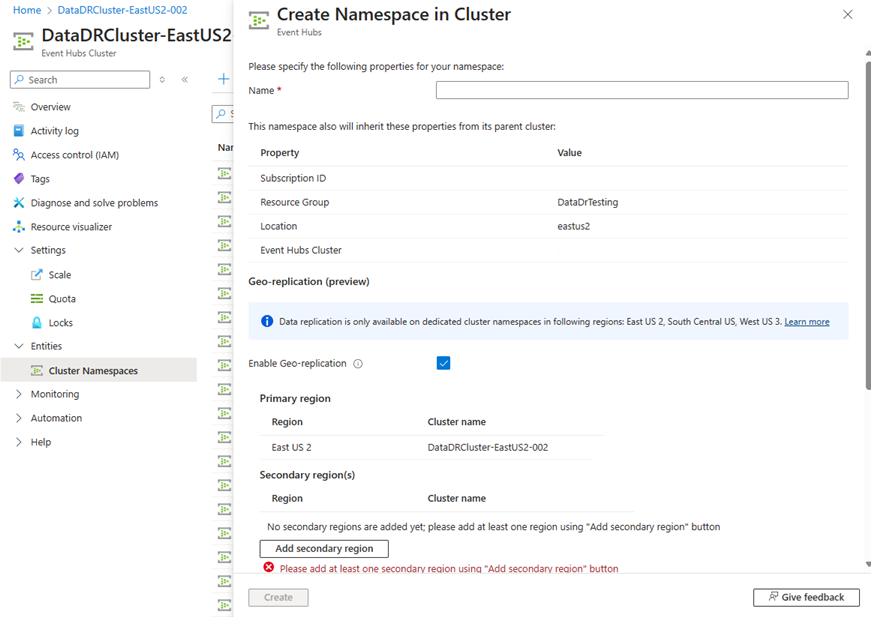 Home > DataDRCluster-EastUS2-002
DataDRCluster-EastUS2
Event Hubs Cluster
Search
Overview
Activity log
Access control (IAM)
Tags
Diagnose and solve problems
Resource visualizer
Settings
Scale
Quota
Locks
Entities
Cluster Namespaces
Monitoring
Automation
Help
Create Namespace in Cluster
Event Hubs
Please specify the following properties for your namespace:
Name *
This namespace also will inherit these properties from its parent cluster:
Property Value
Subscription ID
Resource Group DataDrTesting
Location eastus2
Event Hubs Cluster
Geo-replication (preview)
Data replication is only available on dedicated cluster namespaces in following regions: East US 2, South Central US, West US 3. Learn more
Enable Geo-replication
Primary region
Region Cluster name
East US 2 DataDRCluster-EastUS2-002
Secondary region(s)
Region Cluster name
No secondary regions are added yet; please add at least one region using "Add secondary region" button
Add secondary region
Please add at least one secondary region using "Add secondary region" button
Create
Give feedback